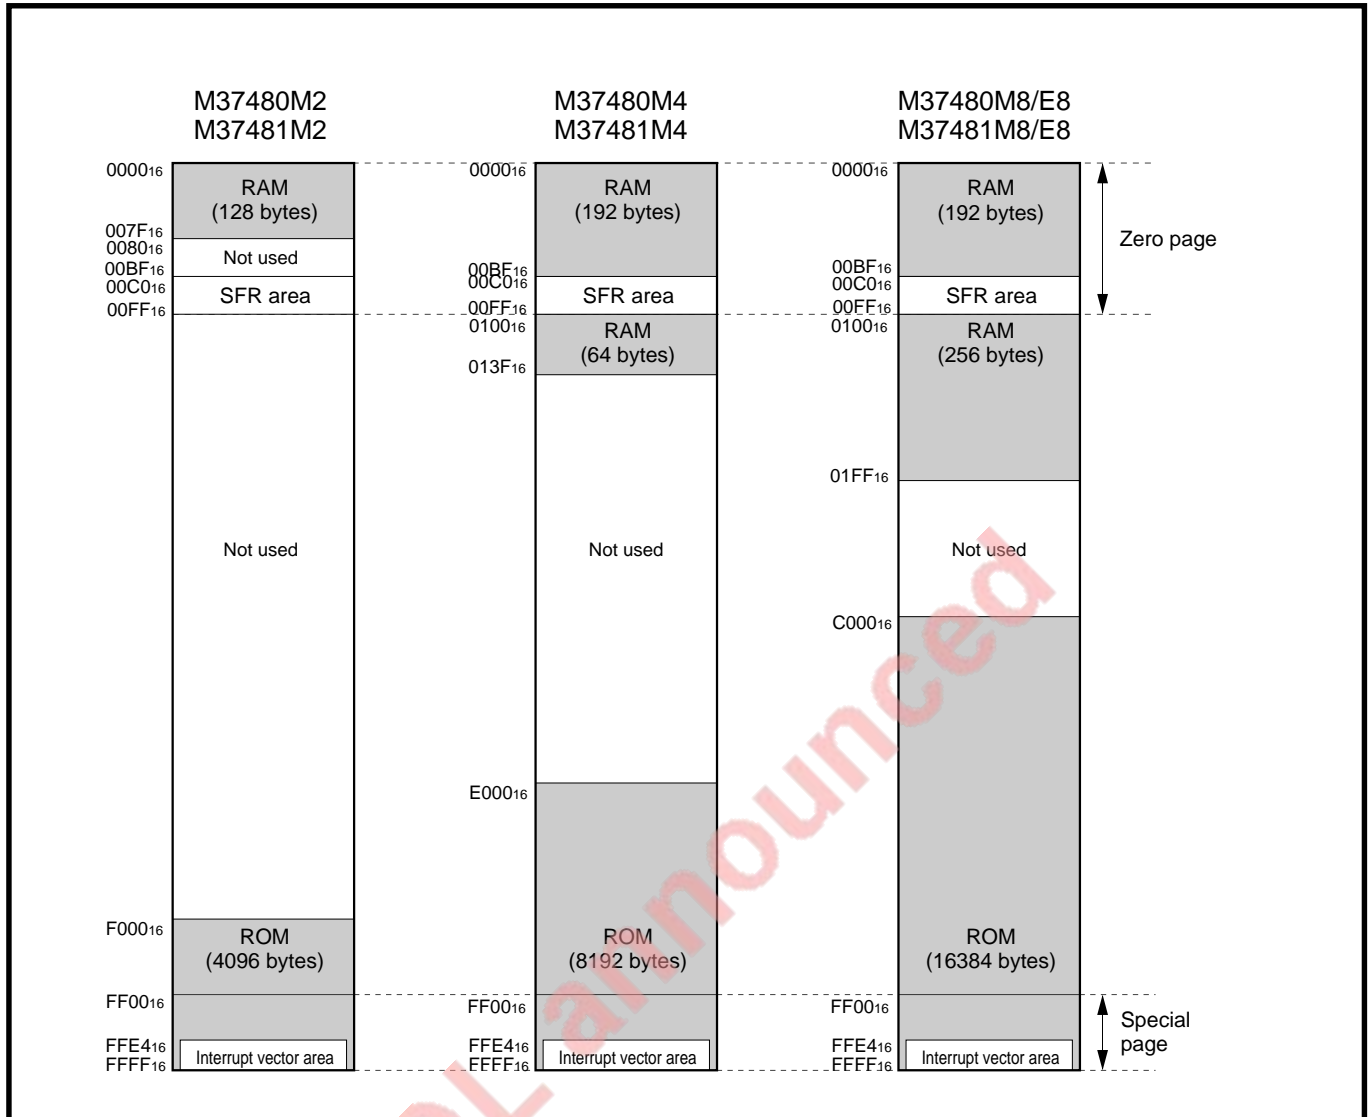 M37480M2
M37481M2
000016
RAM
(128 bytes)
007F16
008016
Not used
00BF16
00C016
SFR area
00FF16
Not used
F00016
ROM
(4096 bytes)
FF0016
FFE416
Interrupt vector area
FFFF16
M37480M4
M37481M4
000016
RAM
(192 bytes)
00BF16
00C016
SFR area
00FF16
010016
RAM
(64 bytes)
013F16
Not used
E00016
ROM
(8192 bytes)
FF0016
FFE416
Interrupt vector area
FFFF16
M37480M8/E8
M37481M8/E8
000016
RAM
(192 bytes)
00BF16
00C016
SFR area
00FF16
010016
RAM
(256 bytes)
01FF16
Not used
C00016
ROM
(16384 bytes)
FF0016
FFE416
Interrupt vector area
FFFF16
Zero page
Special
page
OL announced